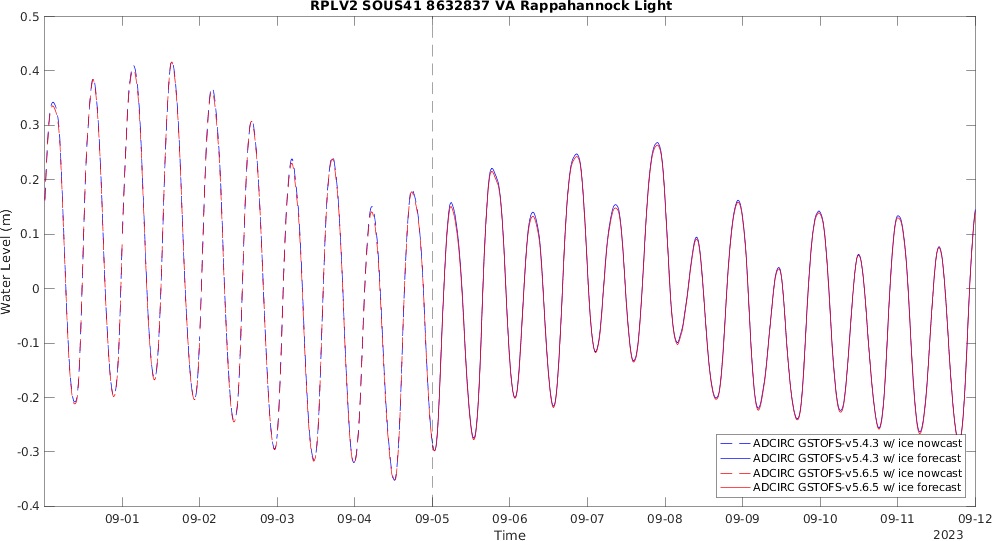 RPLV2 SOUS41 8632837 VA Rappahannock Light
0.5
0.4
0.3
0.2
0.1
0
-0.1
-0.2
-0.3
-0.4
Water Level (m)
ADCIRC GSTOFS-v5.4.3 w/ ice nowcast
ADCIRC GSTOFS-v5.4.3 w/ ice forecast
ADCIRC GSTOFS-v5.6.5 w/ ice nowcast
ADCIRC GSTOFS-v5.6.5 w/ ice forecast
09-01 09-02 09-03 09-04 09-05 09-06 09-07 09-08 09-09 09-10 09-11 09-12
Time
2023